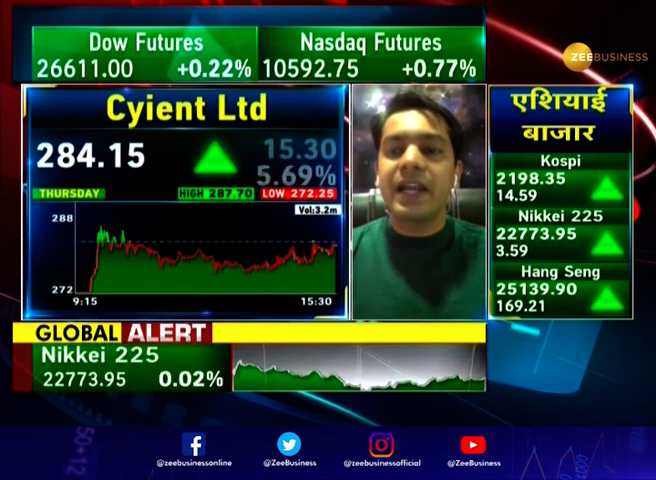 Dow Futures
26611.00 +0.22%
Nasdaq Futures
10592.75 +0.77%
ZEEBUSINESS
Cyient Ltd
284.15 15.30
5.69%
THURSDAY HIGH 287.70 LOW 272.25
Vol:3.2m
288
272
9:15 15:30
एशियाई
बाजार
Kospi
2198.35
14.59
Nikkei 225
22773.95
3.59
Hang Seng
25139.90
169.21
GLOBAL ALERT
Nikkei 225
22773.95 0.02%
@zeebusinessonline @ZeeBusiness @zeebusinessofficial @ZeeBusiness